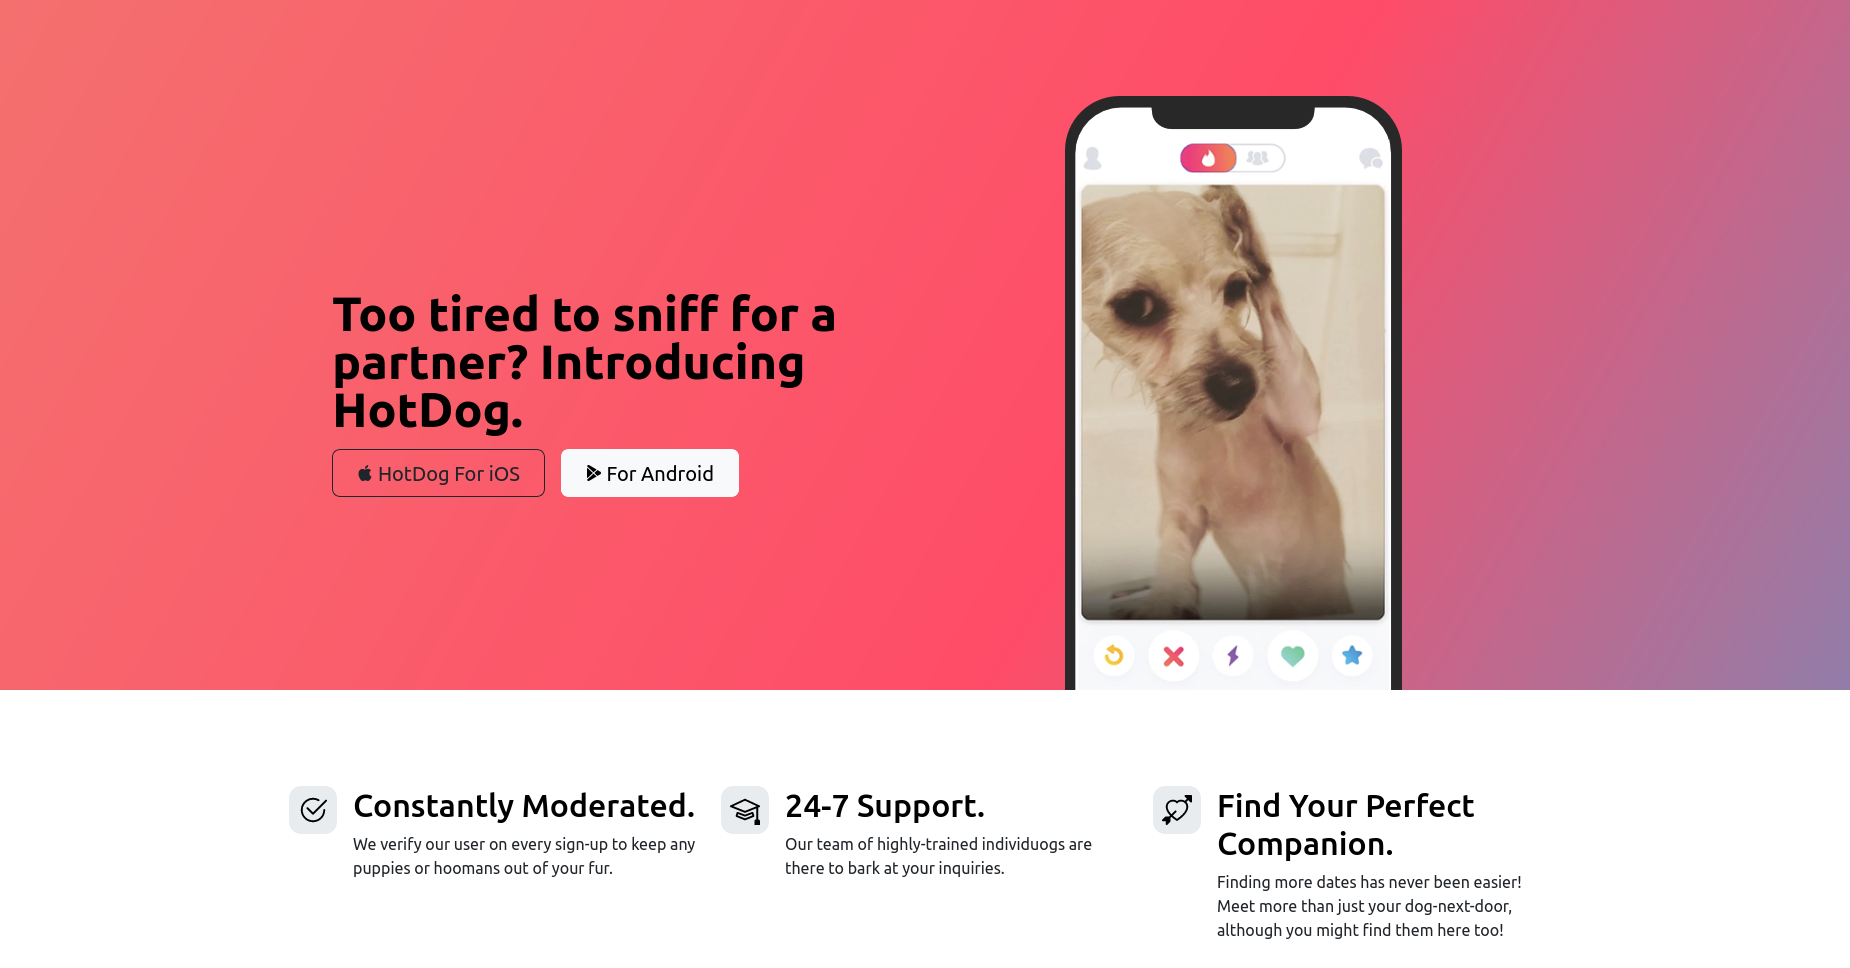 Too tired to sniff for a
partner? Introducing
HotDog.
HotDog For iOS
For Android
Constantly Moderated.
We verify our user on every sign-up to keep any
puppies or hoomans out of your fur.
24-7 Support.
Our team of highly-trained individuogs are
there to bark at your inquiries.
Find Your Perfect
Companion.
Finding more dates has never been easier!
Meet more than just your dog-next-door,
although you might find them here too!